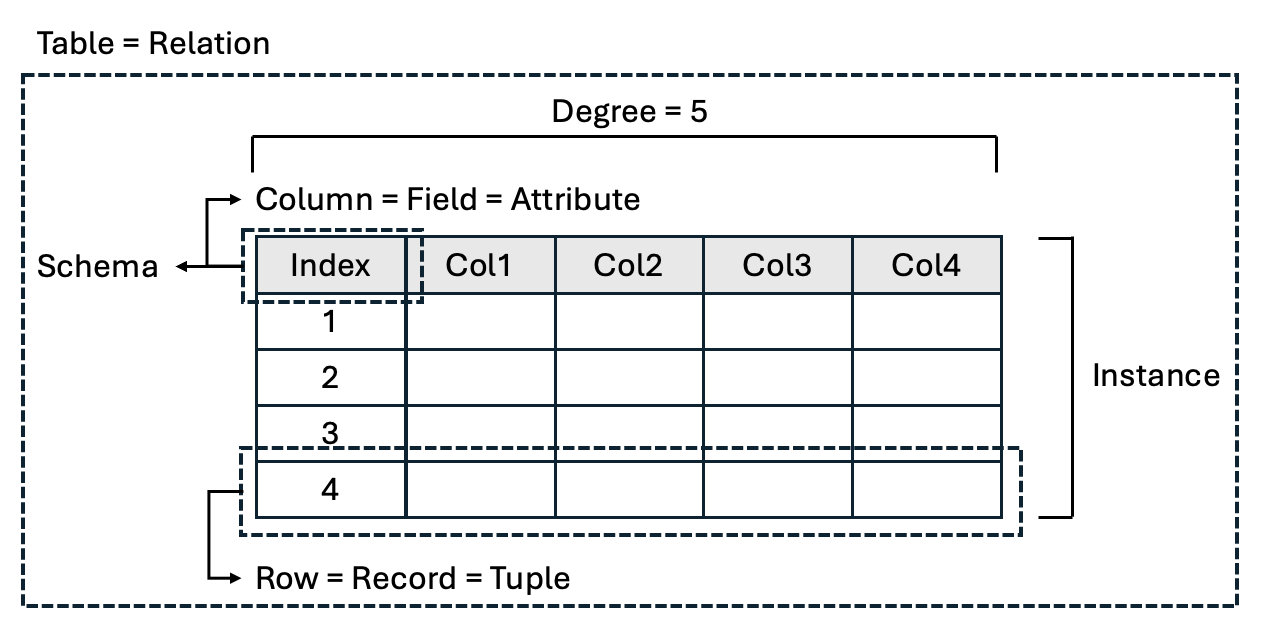 Table = Relation
Degree = 5
Column = Field = Attribute
Schema
Index Col1 Col2 Col3 Col4
1
2
Instance
3
4
Row = Record = Tuple